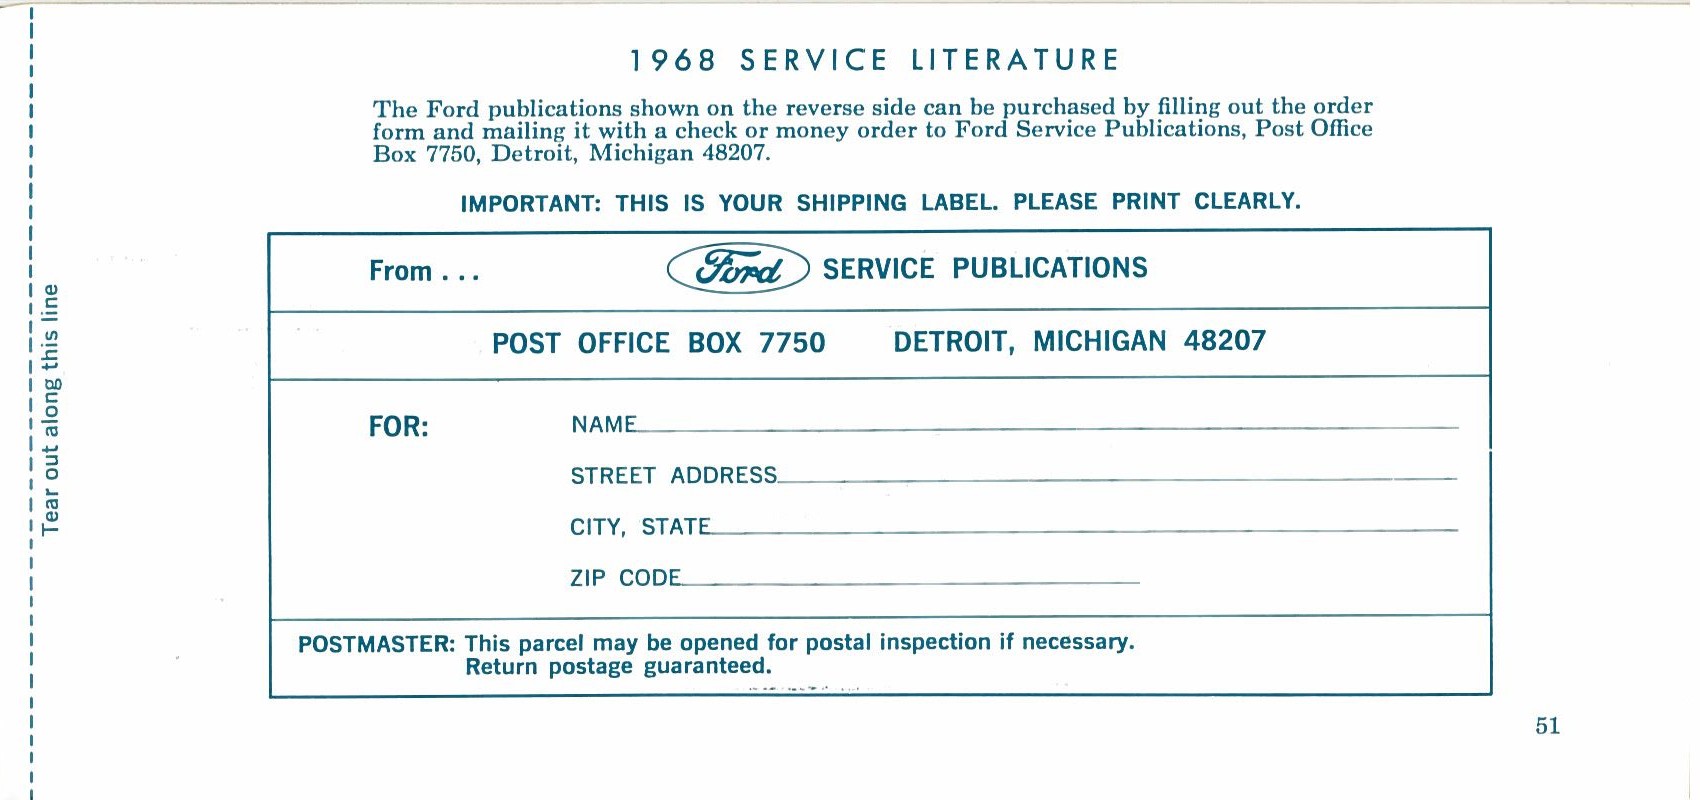 1968 SERVICE LITERATURE
The Ford publications shown on the reverse side can be purchased by filling out the order
form and mailing it with a check or money order to Ford Service Publications, Post Office
Box 7750, Detroit, Michigan 48207.
IMPORTANT: THIS IS YOUR SHIPPING LABEL. PLEASE PRINT CLEARLY.
From . . . Ford SERVICE PUBLICATIONS
POST OFFICE BOX 7750 DETROIT, MICHIGAN 48207
FOR: NAME
STREET ADDRESS
CITY, STATE
ZIP CODE
POSTMASTER: This parcel may be opened for postal inspection if necessary.
Return postage guaranteed.
51
Tear out along this line